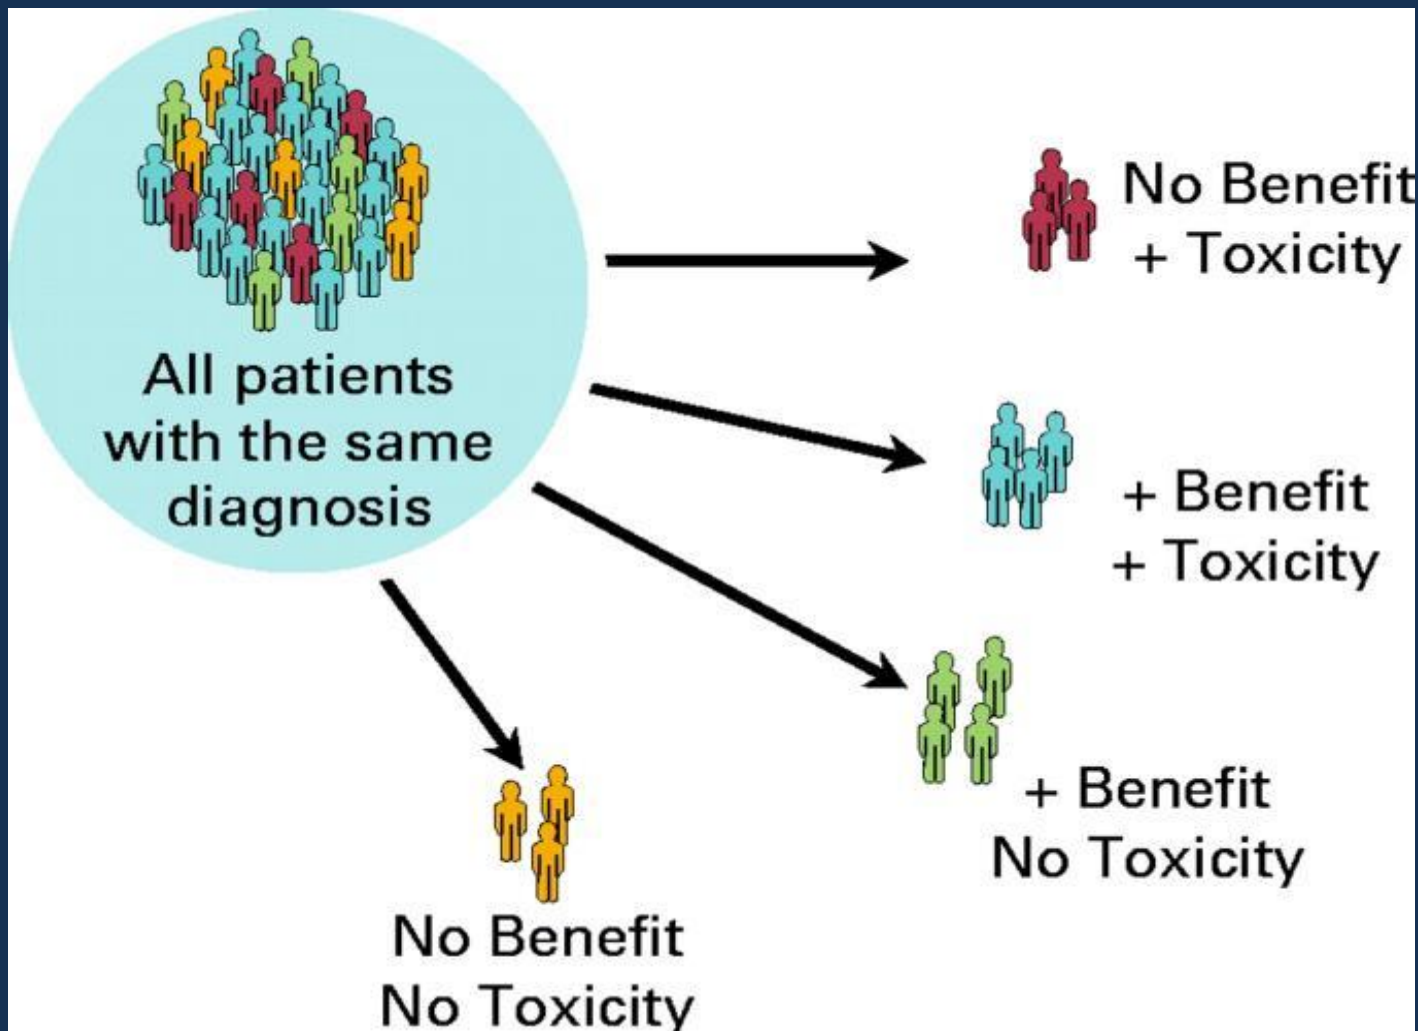 All patients
with the same
diagnosis
No Benefit
+ Toxicity
+ Benefit
+ Toxicity
+ Benefit
No Toxicity
No Benefit
No Toxicity